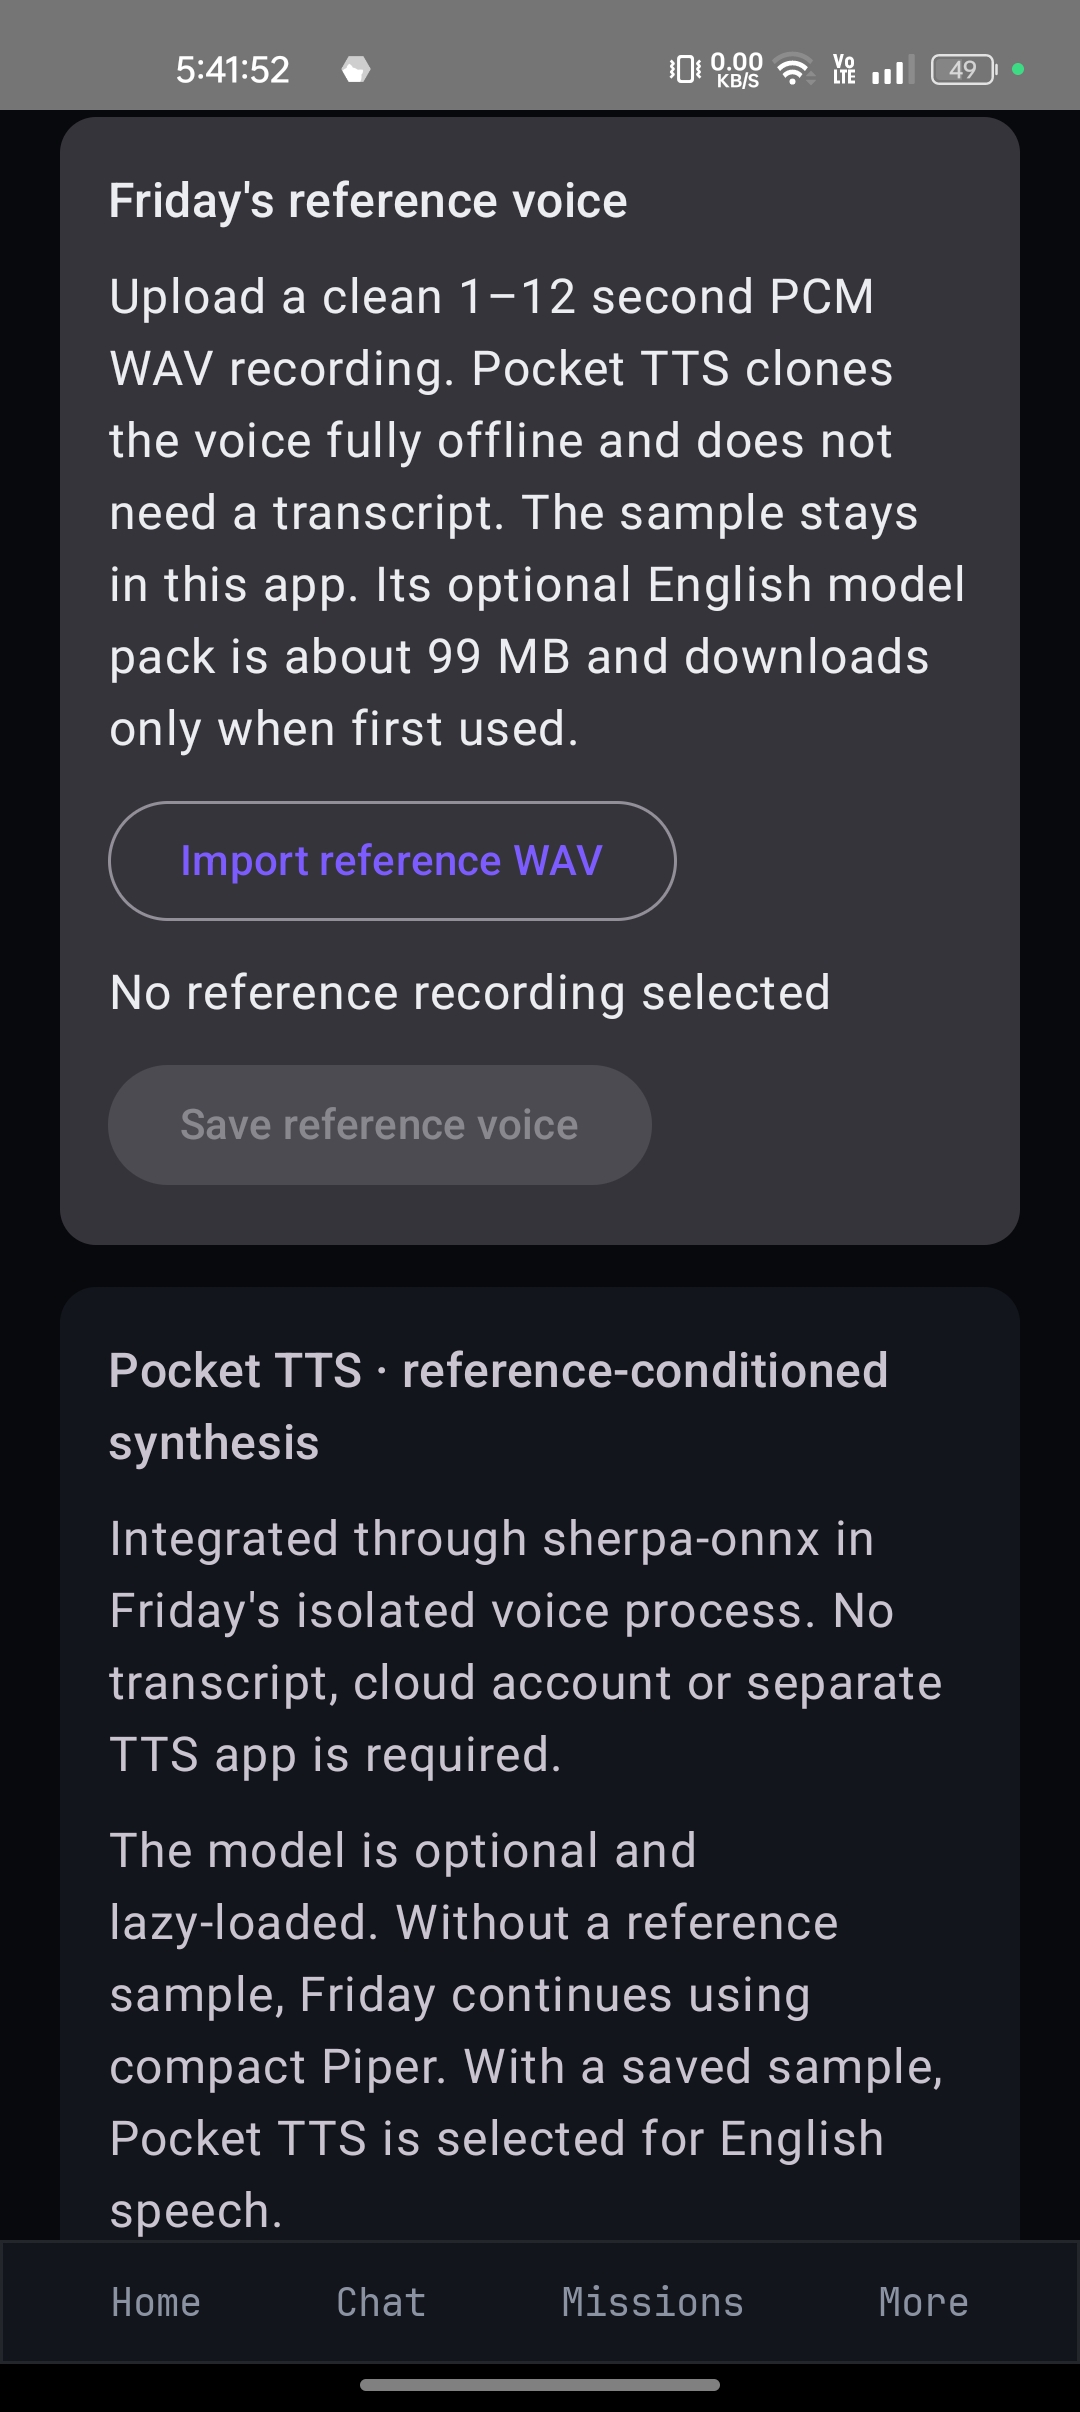 5:41:52
0.00
KB/S
Vo
LTE
49
Friday's reference voice
Upload a clean 1–12 second PCM
WAV recording. Pocket TTS clones
the voice fully offline and does not
need a transcript. The sample stays
in this app. Its optional English model
pack is about 99 MB and downloads
only when first used.
Import reference WAV
No reference recording selected
Save reference voice
Pocket TTS · reference-conditioned
synthesis
Integrated through sherpa-onnx in
Friday's isolated voice process. No
transcript, cloud account or separate
TTS app is required.
The model is optional and
lazy-loaded. Without a reference
sample, Friday continues using
compact Piper. With a saved sample,
Pocket TTS is selected for English
speech.
Home Chat Missions More